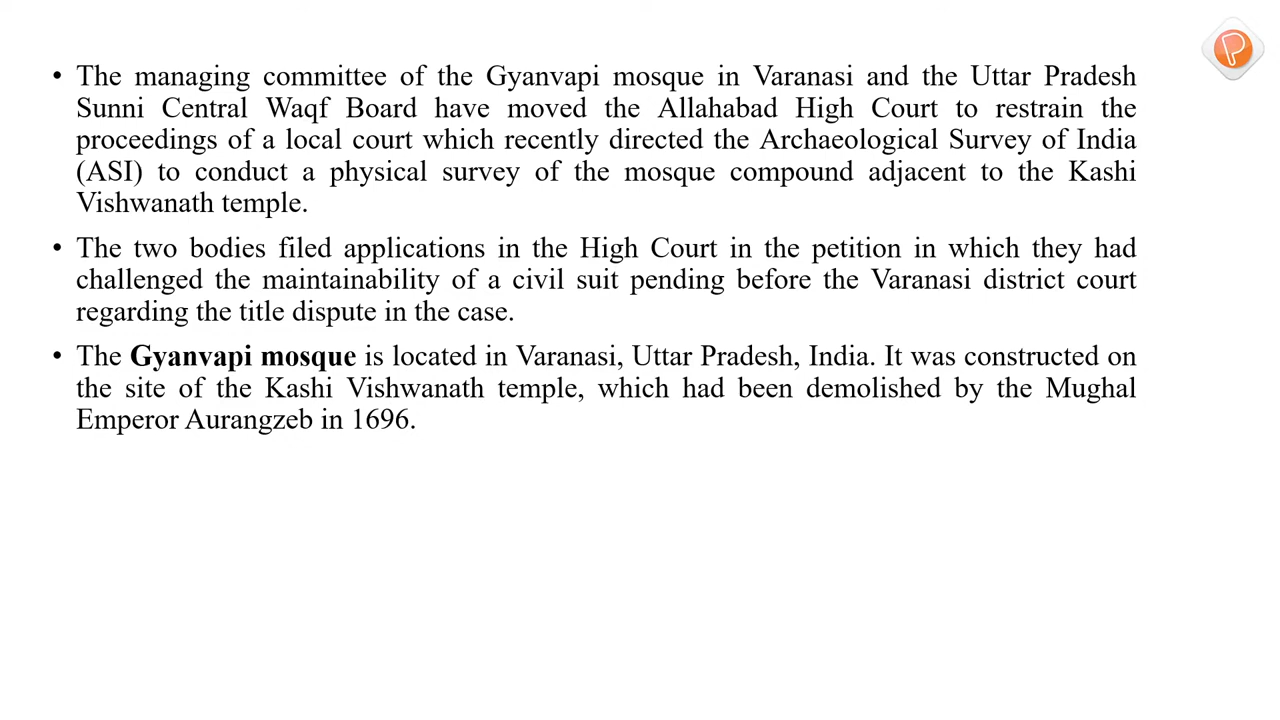 • The managing committee of the Gyanvapi mosque in Varanasi and the Uttar Pradesh
Sunni Central Waqf Board have moved the Allahabad High Court to restrain the
proceedings of a local court which recently directed the Archaeological Survey of India
(ASI) to conduct a physical survey of the mosque compound adjacent to the Kashi
Vishwanath temple.
• The two bodies filed applications in the High Court in the petition in which they had
challenged the maintainability of a civil suit pending before the Varanasi district court
regarding the title dispute in the case.
• The Gyanvapi mosque is located in Varanasi, Uttar Pradesh, India. It was constructed on
the site of the Kashi Vishwanath temple, which had been demolished by the Mughal
Emperor Aurangzeb in 1696.
P